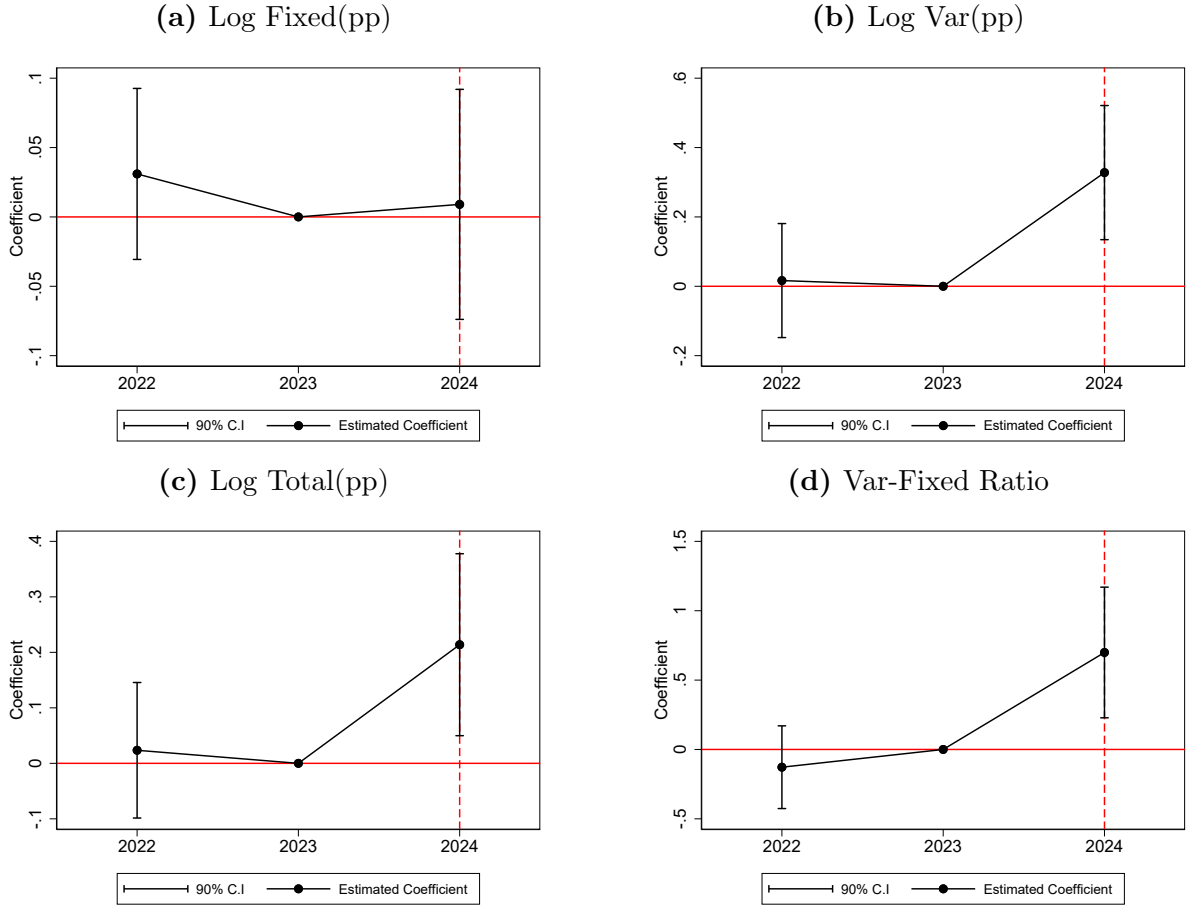 (a) Log Fixed(pp)
Coefficient
.1
.05
0
-.05
-.1
2022 2023 2024
90% C.I Estimated Coefficient
(b) Log Var(pp)
Coefficient
.6
.4
.2
0
-.2
2022 2023 2024
90% C.I Estimated Coefficient
(c) Log Total(pp)
Coefficient
.4
.3
.2
.1
0
-.1
2022 2023 2024
90% C.I Estimated Coefficient
(d) Var-Fixed Ratio
Coefficient
1.5
1
.5
0
-.5
2022 2023 2024
90% C.I Estimated Coefficient